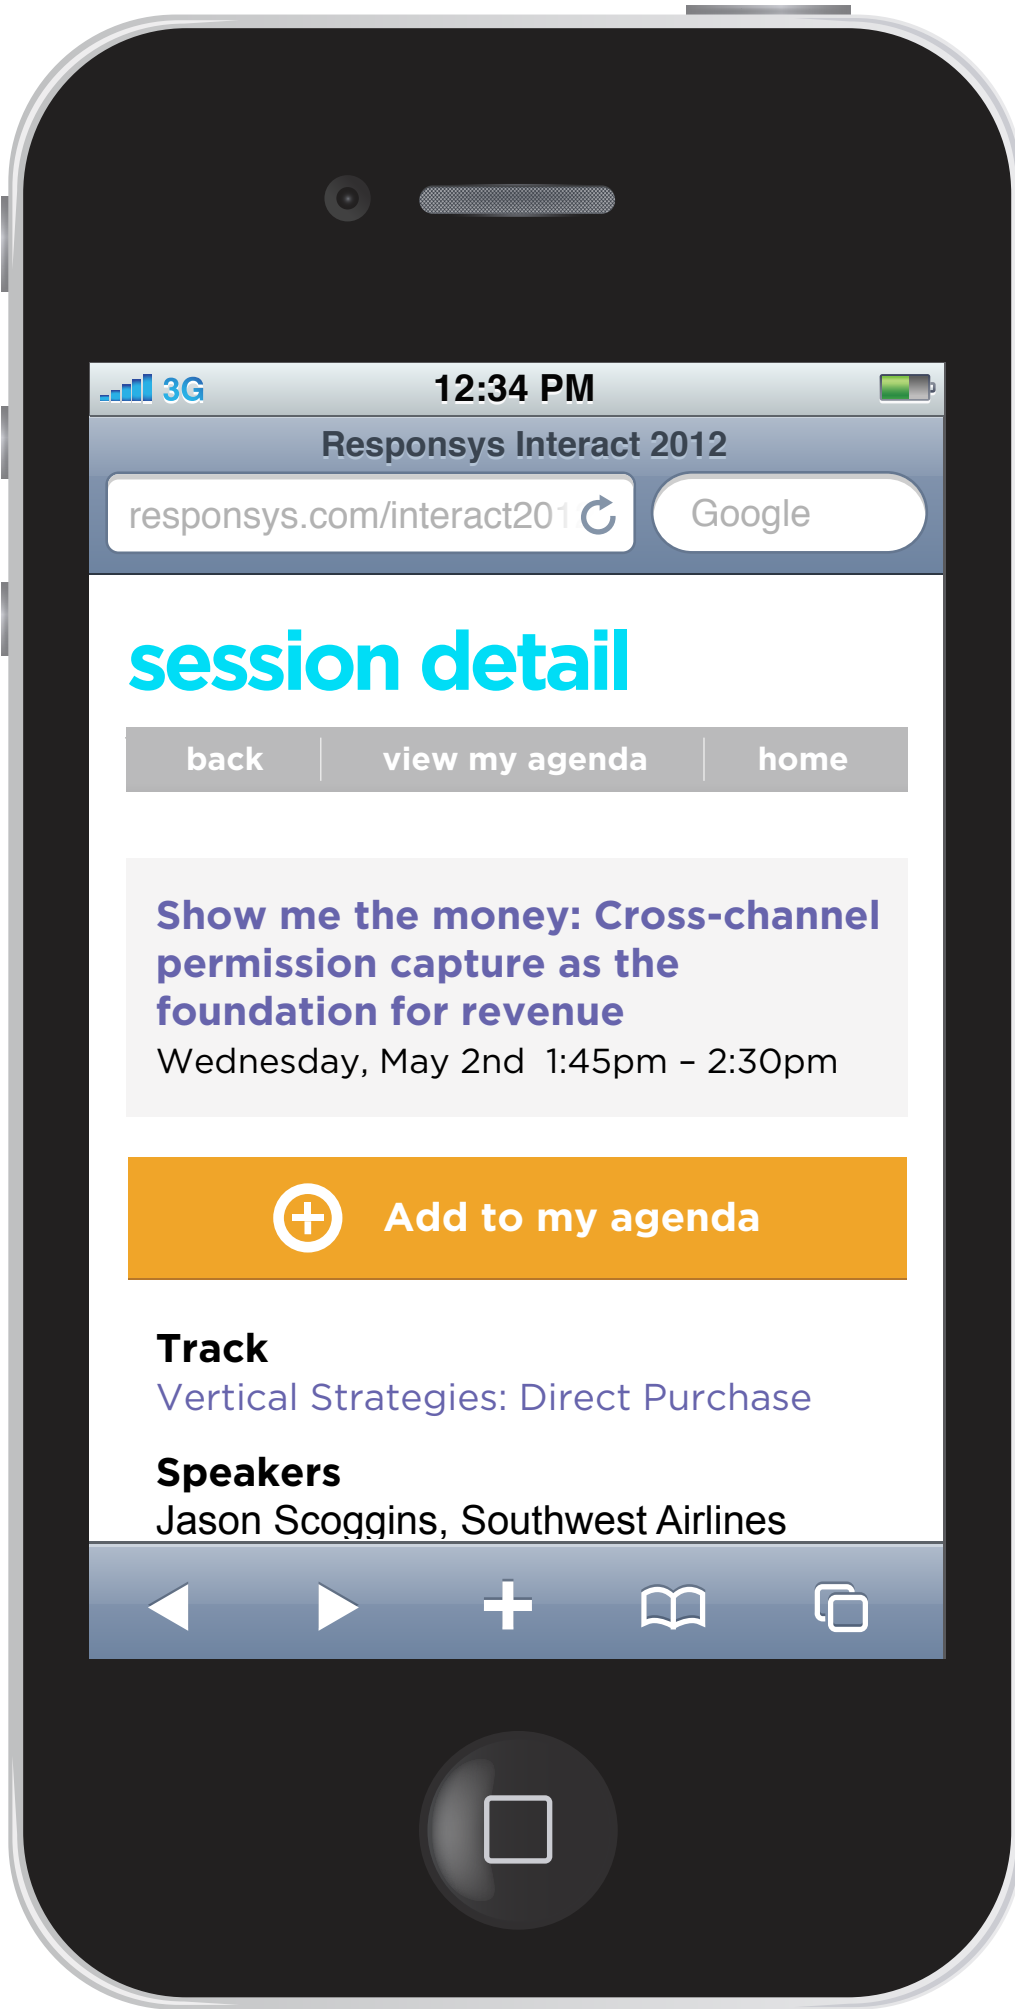 3G 12:34 PM
Responsys Interact 2012
responsys.com/interact201 Google
session detail
back view my agenda home
Show me the money: Cross-channel
permission capture as the
foundation for revenue
Wednesday, May 2nd 1:45pm – 2:30pm
Add to my agenda
Track
Vertical Strategies: Direct Purchase
Speakers
Jason Scoggins, Southwest Airlines